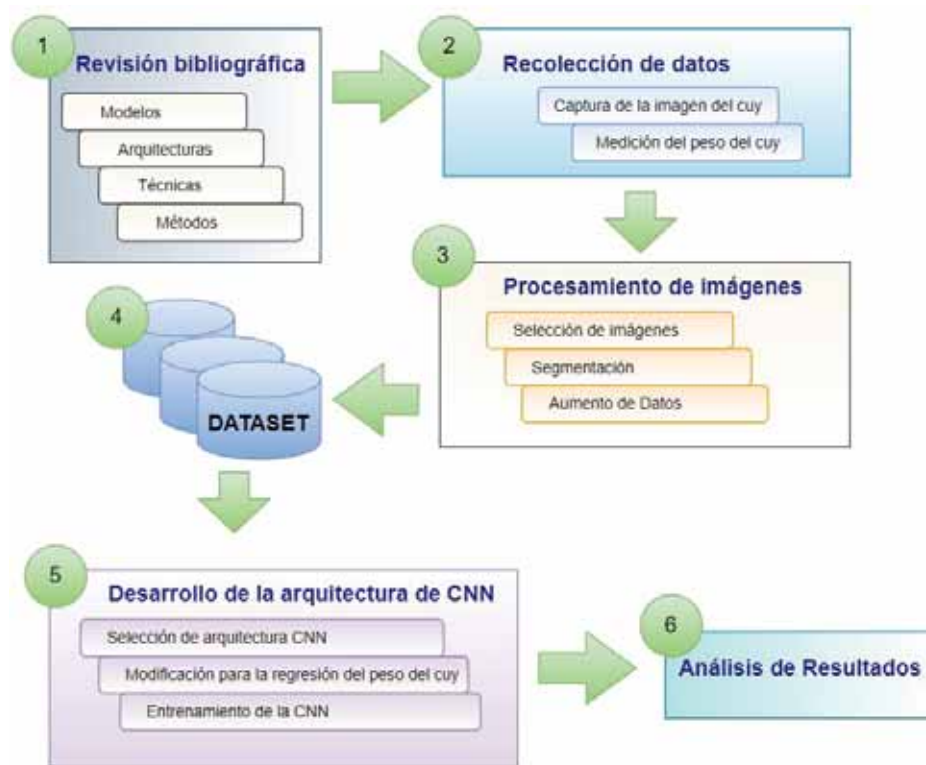 1
Revisión bibliográfica
Modelos
Arquitecturas
Técnicas
Métodos
2
Recolección de datos
Captura de la imagen del cuy
Medición del peso del cuy
3
Procesamiento de imágenes
Selección de imágenes
Segmentación
Aumento de Datos
4
DATASET
5
Desarrollo de la arquitectura de CNN
Selección de arquitectura CNN
Modificación para la regresión del peso del cuy
Entrenamiento de la CNN
6
Análisis de Resultados